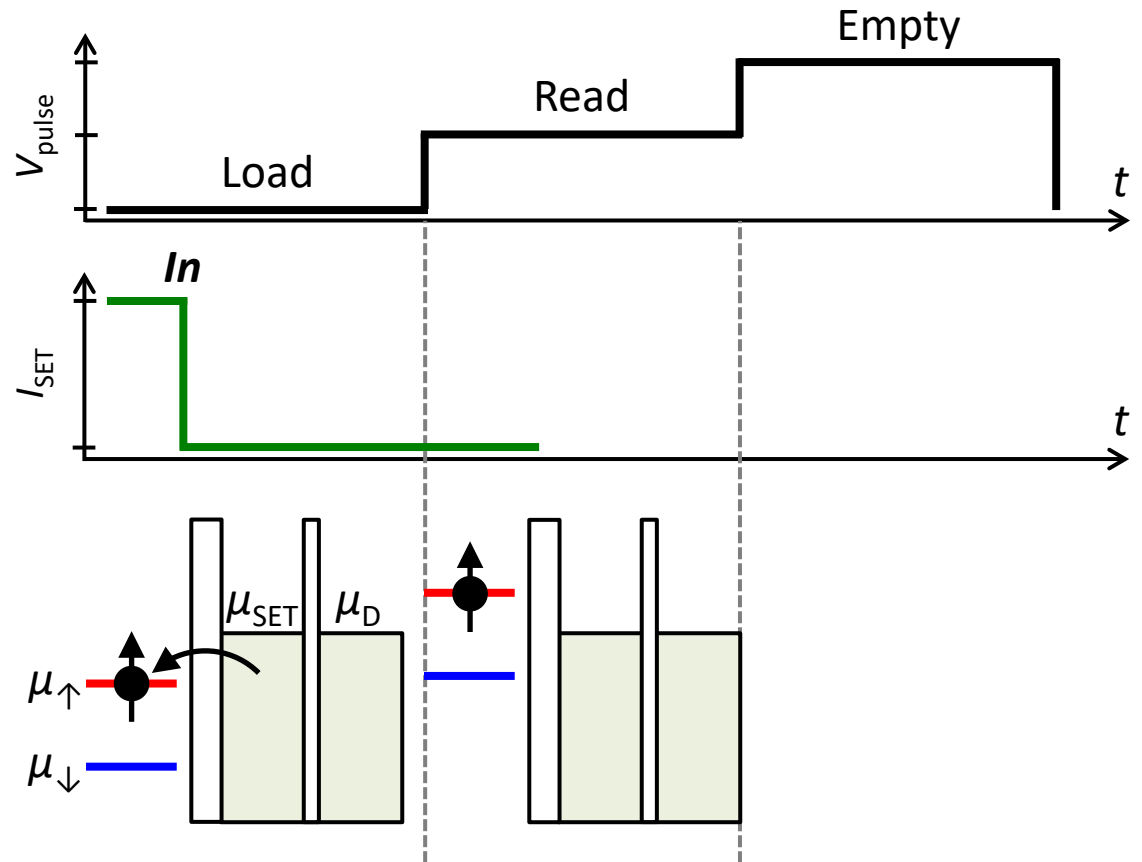 Empty
Read
Load
V_pulse
t
In
I_SET
t
μ_SET
μ_D
μ_↑
μ_↓